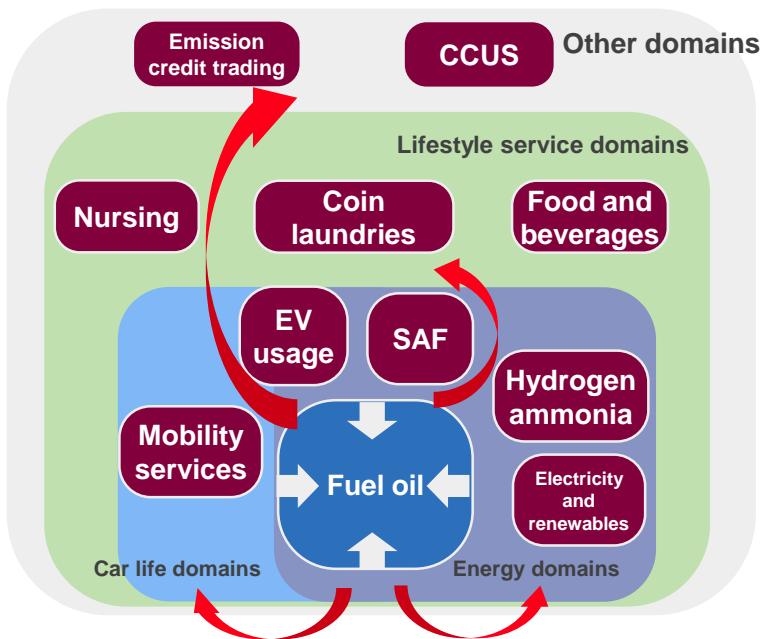 Emission
credit trading
CCUS
Other domains
Lifestyle service domains
Nursing
Coin
laundries
Food and
beverages
EV
usage
SAF
Hydrogen
ammonia
Mobility
services
Fuel oil
Electricity
and
renewables
Car life domains
Energy domains